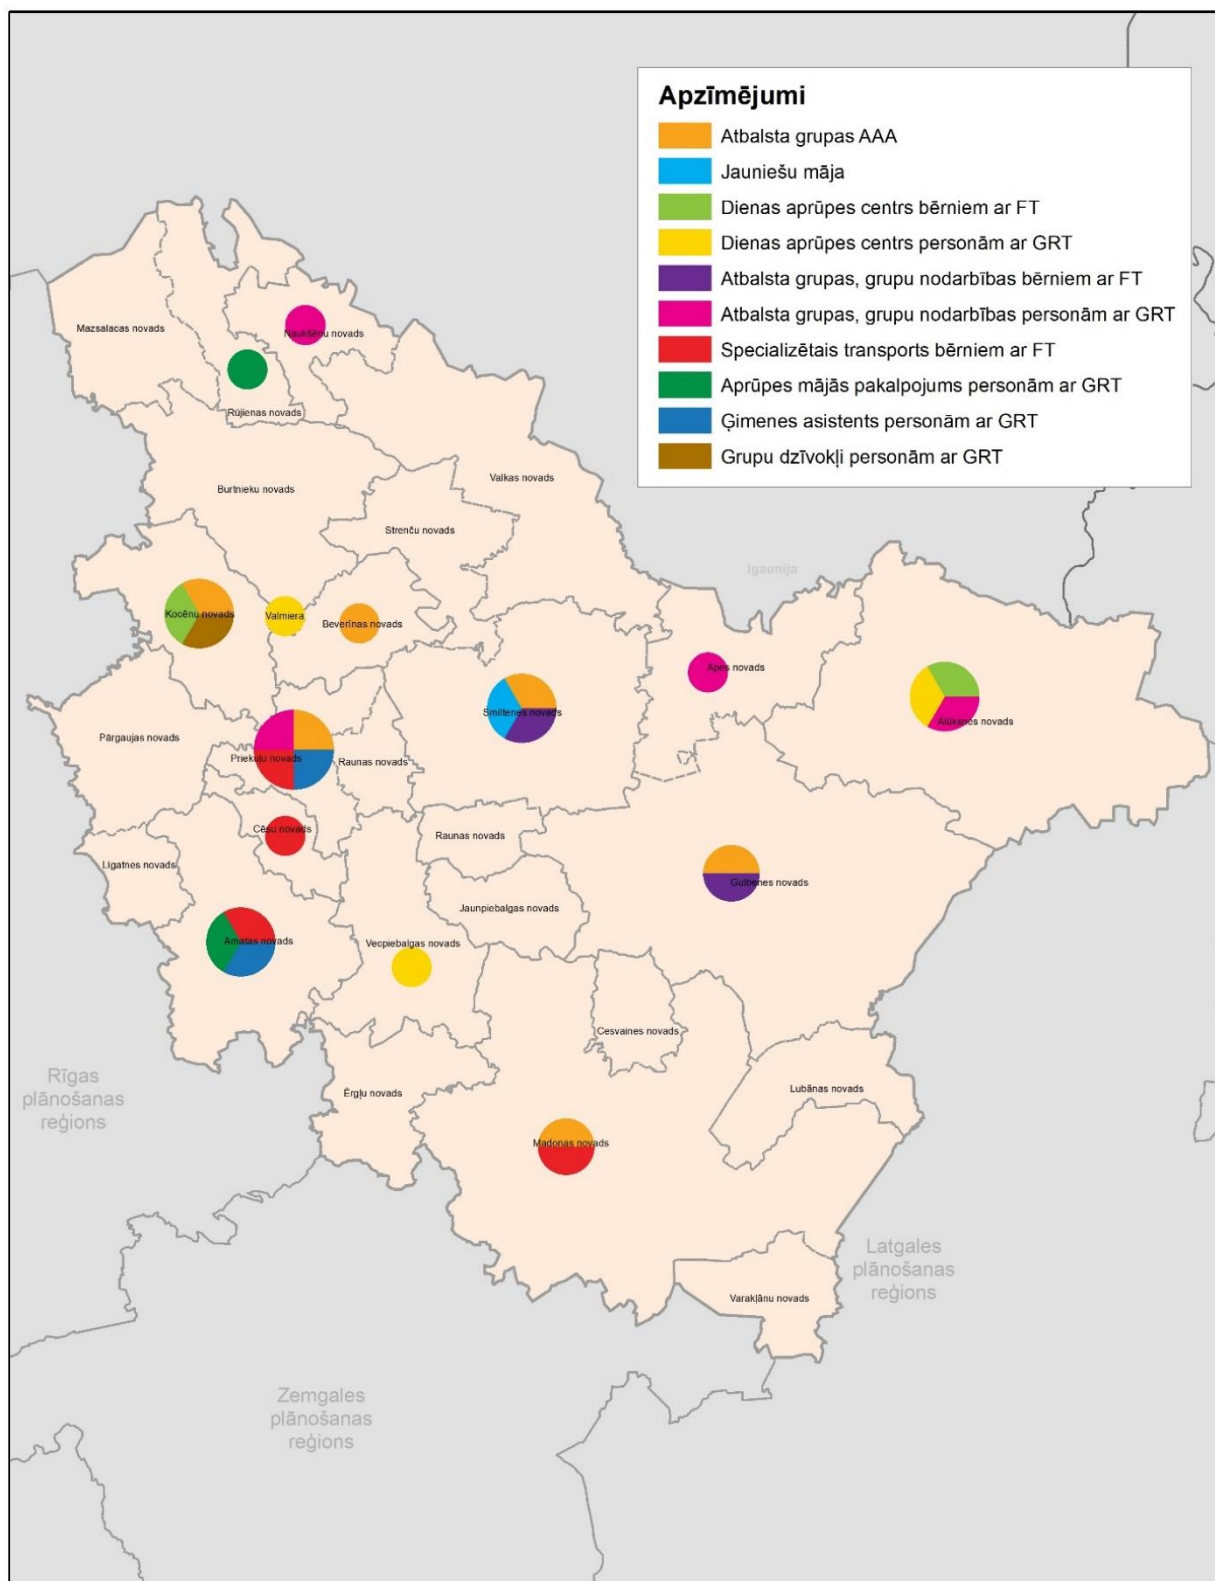 Apzīmējumi
Atbalsta grupas AAA
Jauniešu māja
Dienas aprūpes centrs bērniem ar FT
Dienas aprūpes centrs personām ar GRT
Atbalsta grupas, grupu nodarbības bērniem ar FT
Atbalsta grupas, grupu nodarbības personām ar GRT
Specializētais transports bērniem ar FT
Aprūpes mājās pakalpojums personām ar GRT
Ģimenes asistents personām ar GRT
Grupu dzīvokļi personām ar GRT
Mazsalacas novads
Naukšēnu novads
Rūjienas novads
Burtnieku novads
Valkas novads
Strenču novads
Igaunija
Kocēnu novads
Valmiera
Beverīnas novads
Apes novads
Smiltenes novads
Alūksnes novads
Pārgaujas novads
Priekuļu novads
Raunas novads
Cēsu novads
Raunas novads
Līgatnes novads
Gulbenes novads
Jaunpiebalgas novads
Amatas novads
Vecpiebalgas novads
Cesvaines novads
Rīgas
plānošanas
reģions
Ērgļu novads
Lubānas novads
Madonas novads
Latgales
plānošanas
reģions
Varakļānu novads
Zemgales
plānošanas
reģions